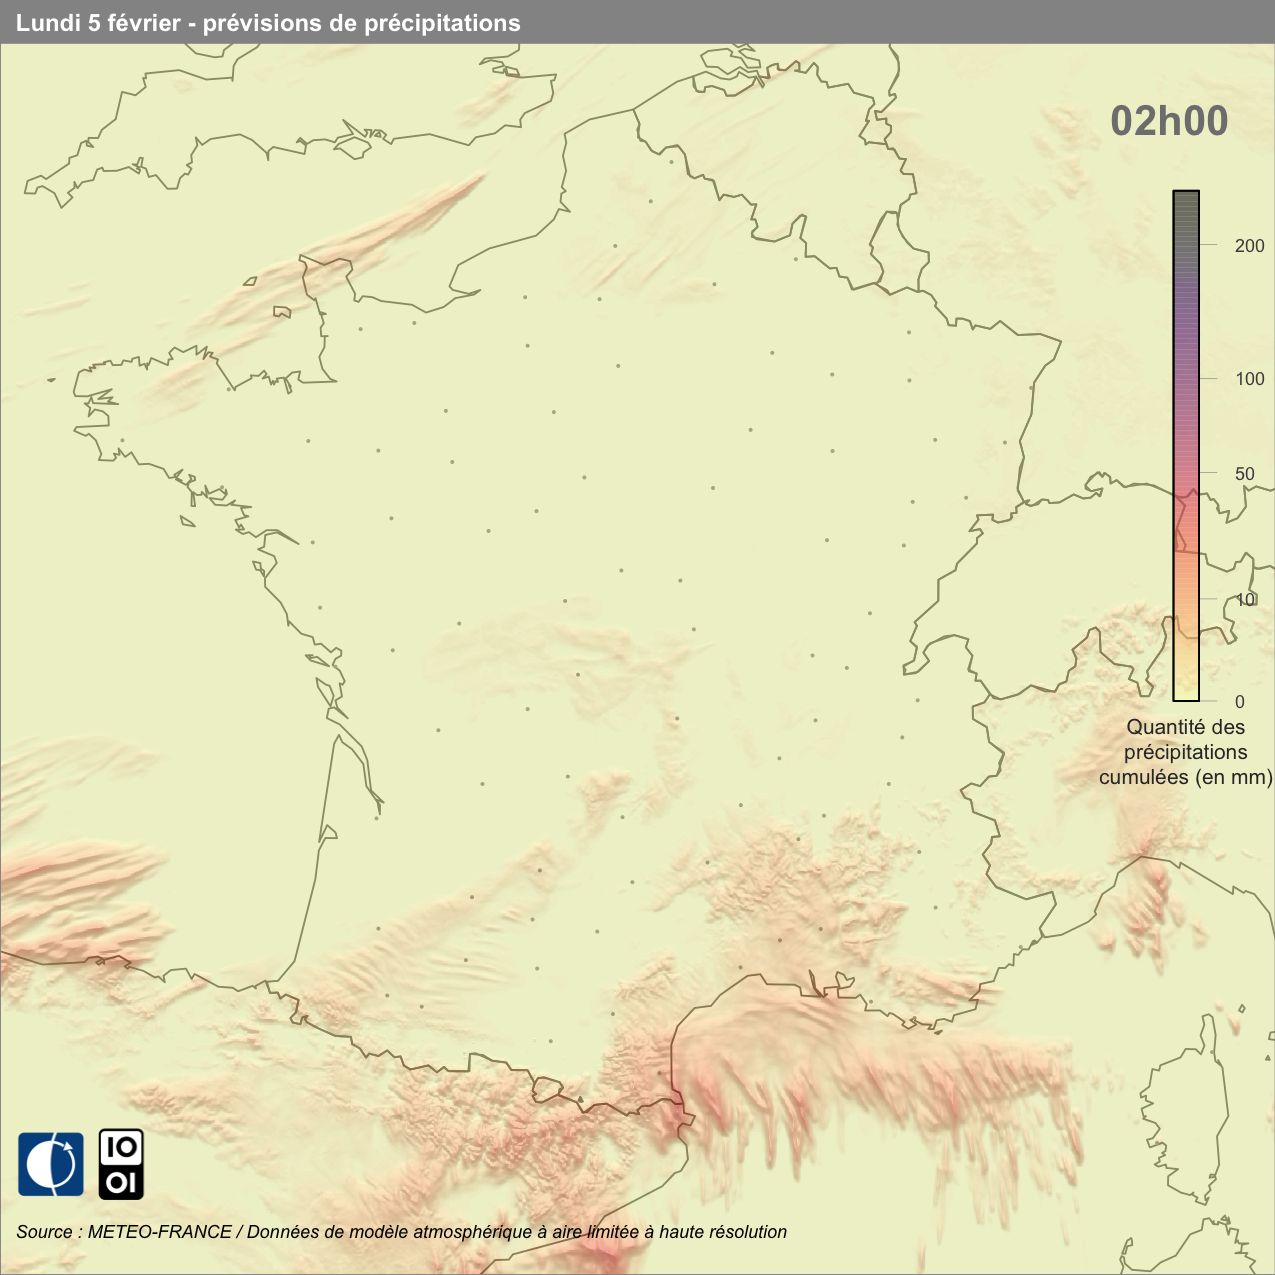 Lundi 5 février - prévisions de précipitations
02h00
200
100
50
10
0
Quantité des
précipitations
cumulées (en mm)
IO
OI
Source : METEO-FRANCE / Données de modèle atmosphérique à aire limitée à haute résolution